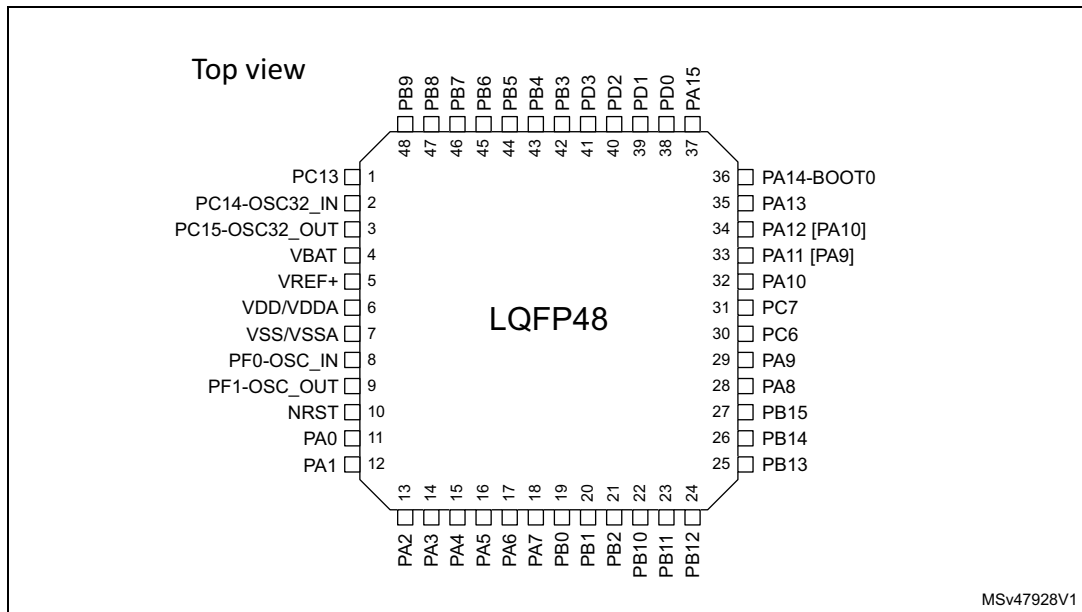 Top view
PB9
PB8
PB7
PB6
PB5
PB4
PB3
PD3
PD2
PD1
PD0
PA15
48
47
46
45
44
43
42
41
40
39
38
37
PC13 1
PC14-OSC32_IN 2
PC15-OSC32_OUT 3
VBAT 4
VREF+ 5
VDD/VDDA 6
VSS/VSSA 7
PF0-OSC_IN 8
PF1-OSC_OUT 9
NRST 10
PA0 11
PA1 12
LQFP48
36 PA14-BOOT0
35 PA13
34 PA12 [PA10]
33 PA11 [PA9]
32 PA10
31 PC7
30 PC6
29 PA9
28 PA8
27 PB15
26 PB14
25 PB13
13
14
15
16
17
18
19
20
21
22
23
24
PA2
PA3
PA4
PA5
PA6
PA7
PB0
PB1
PB2
PB10
PB11
PB12
MSv47928V1